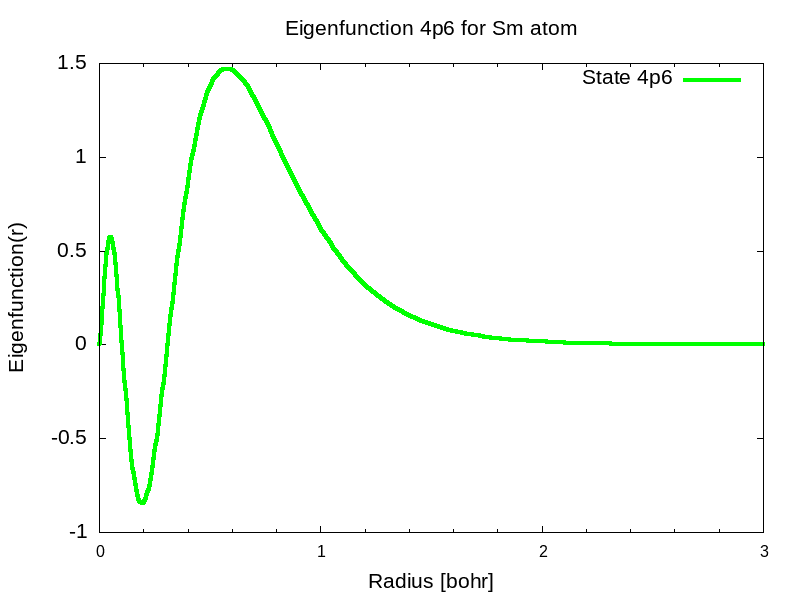 Eigenfunction 4p6 for Sm atom
State 4p6
1.5
1
0.5
0
-0.5
-1
Eigenfunction(r)
0 1 2 3
Radius [bohr]